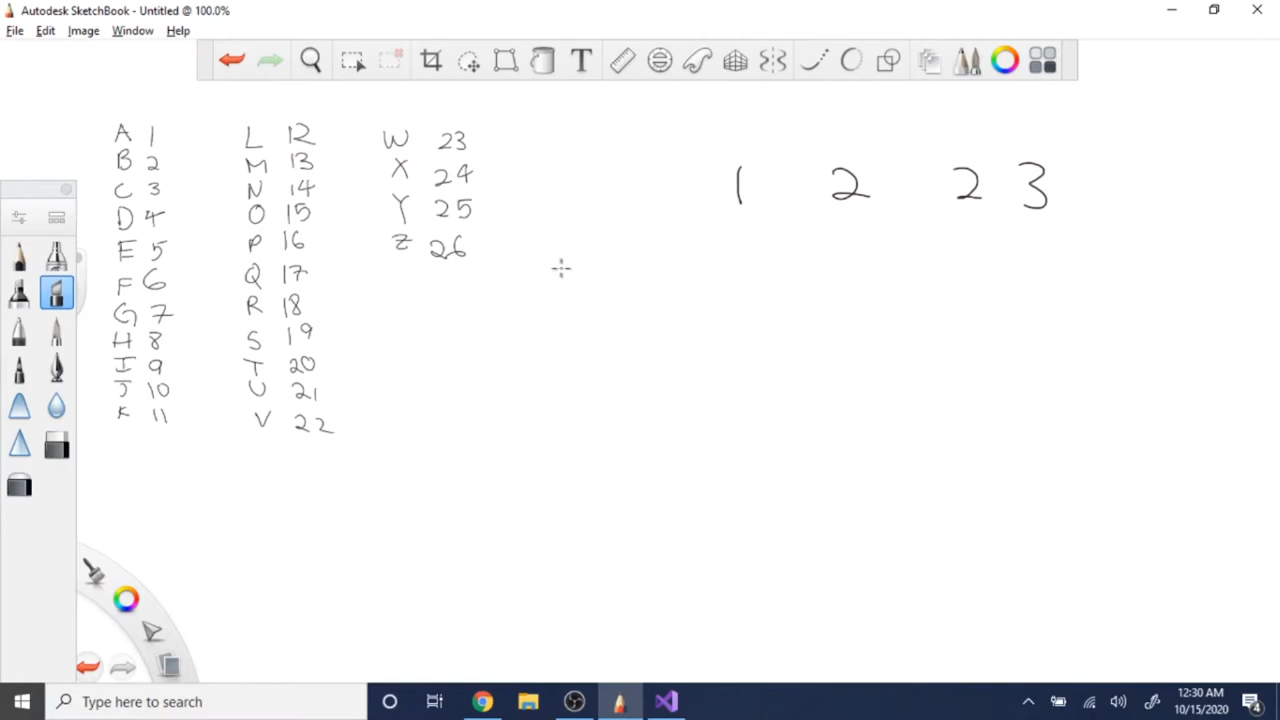 Autodesk SketchBook - Untitled @ 100.0%
File Edit Image Window Help
A 1
B 2
C 3
D 4
E 5
F 6
G 7
H 8
I 9
J 10
K 11
L 12
M 13
N 14
O 15
P 16
Q 17
R 18
S 19
T 20
U 21
V 22
W 23
X 24
Y 25
Z 26
1 2 2 3
Type here to search
12:30 AM
10/15/2020
4